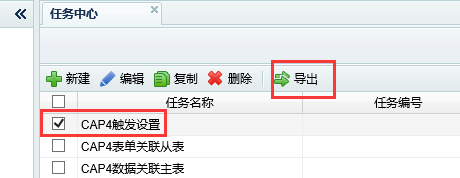 任务中心
新建 编辑 复制 删除 导出
任务名称 任务编号
CAP4触发设置
CAP4表单关联从表
CAP4数据关联主表